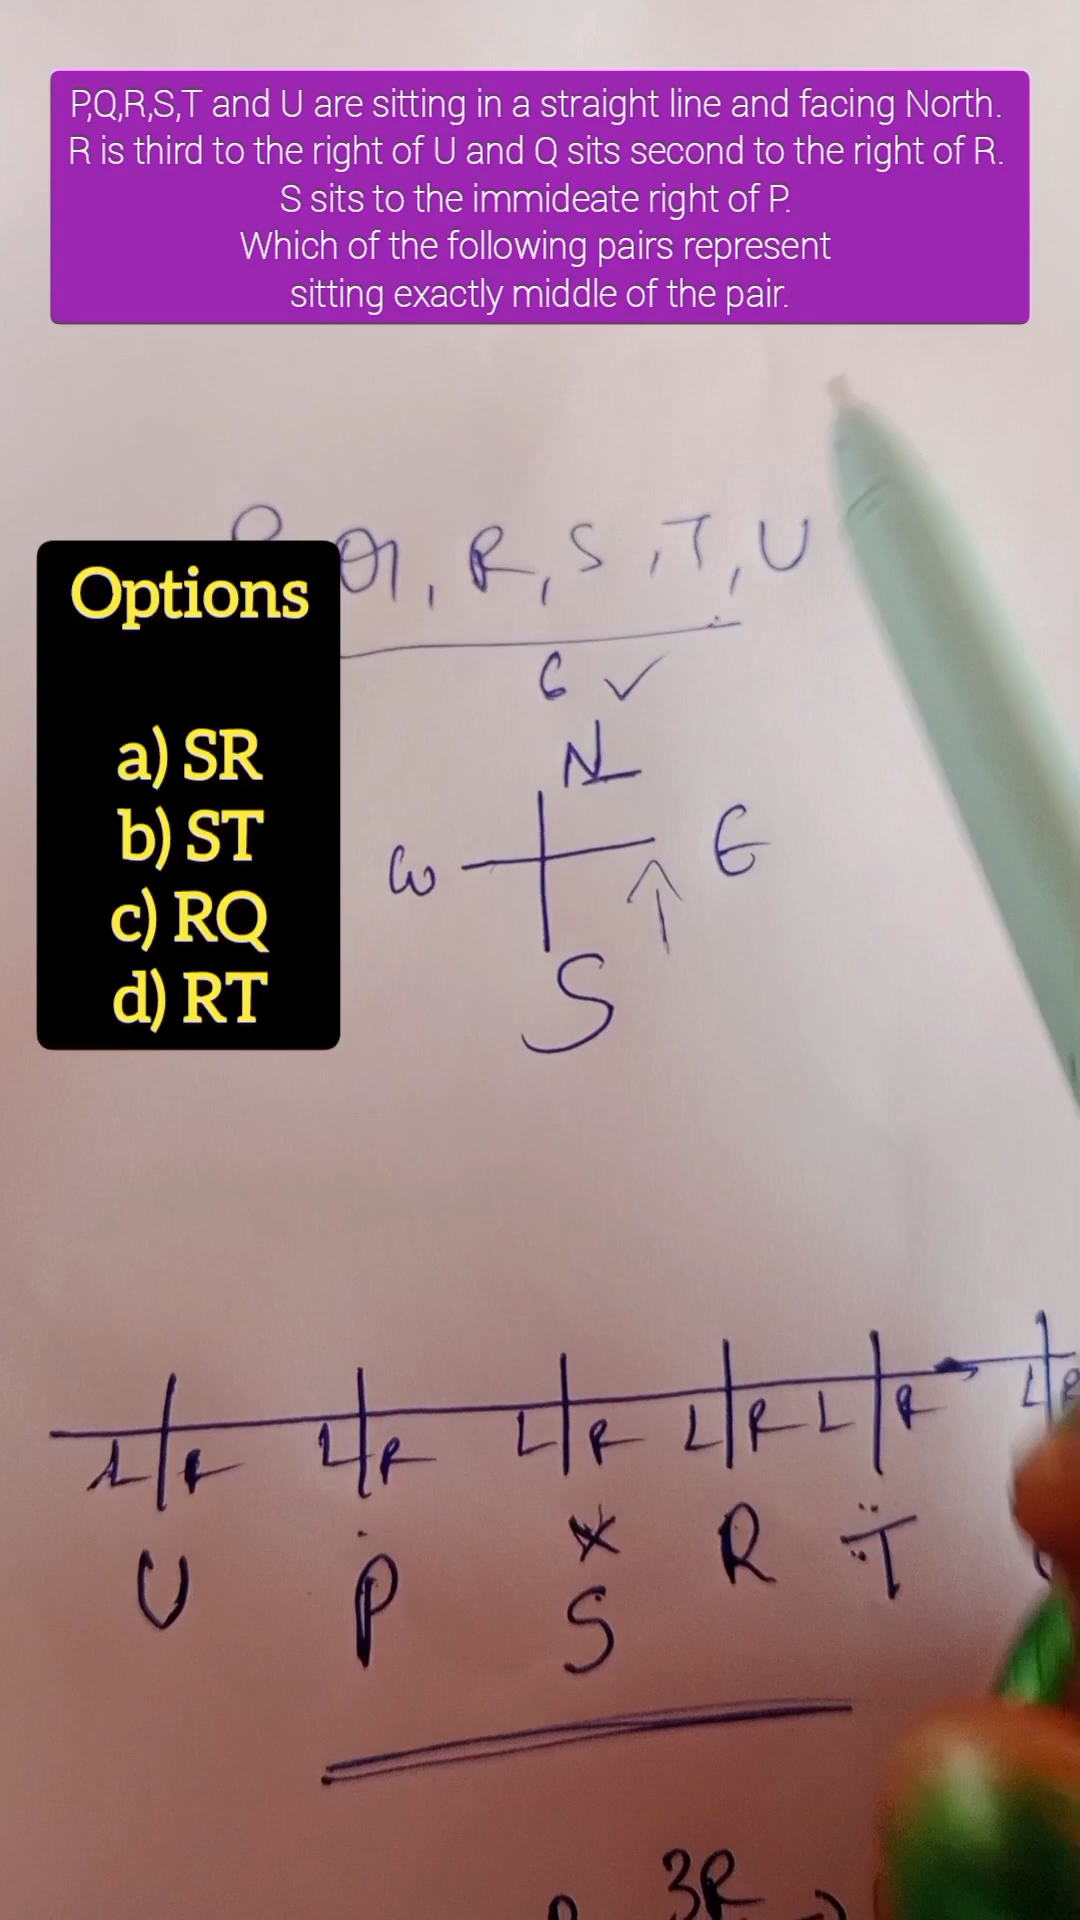 P,Q,R,S,T and U are sitting in a straight line and facing North.
R is third to the right of U and Q sits second to the right of R.
S sits to the immideate right of P.
Which of the following pairs represent
sitting exactly middle of the pair.
Q, R, S, T, U
Options
6 ✓
N
a) SR
b) ST
W E
c) RQ
d) RT
S
L R L R L R L R L R L R
U P S R T
3R